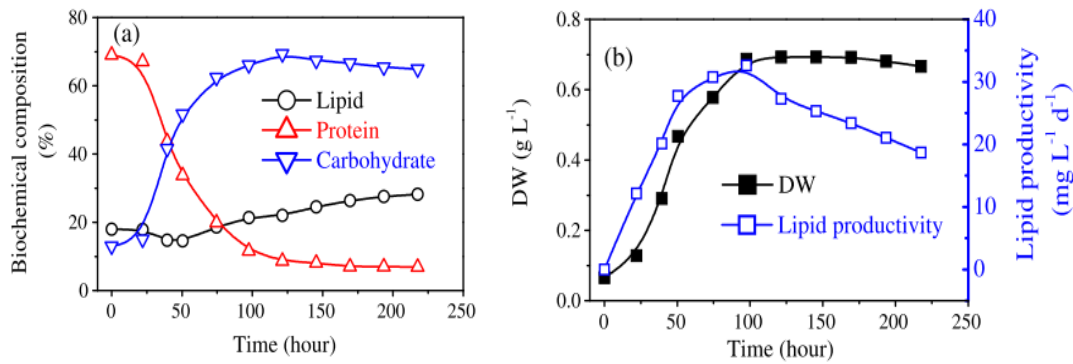 (a)
Biochemical composition
(%)
80
60
40
20
0
Lipid
Protein
Carbohydrate
0 50 100 150 200 250
Time (hour)
(b)
DW (g L⁻¹)
0.8
0.6
0.4
0.2
0.0
DW
Lipid productivity
0 50 100 150 200 250
Time (hour)
40
30
20
10
0
Lipid productivity
(mg L⁻¹ d⁻¹)